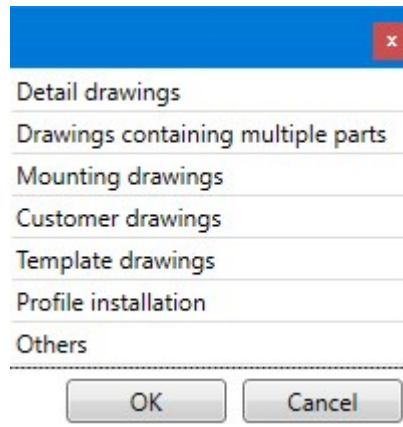 x
Detail drawings
Drawings containing multiple parts
Mounting drawings
Customer drawings
Template drawings
Profile installation
Others
OK Cancel